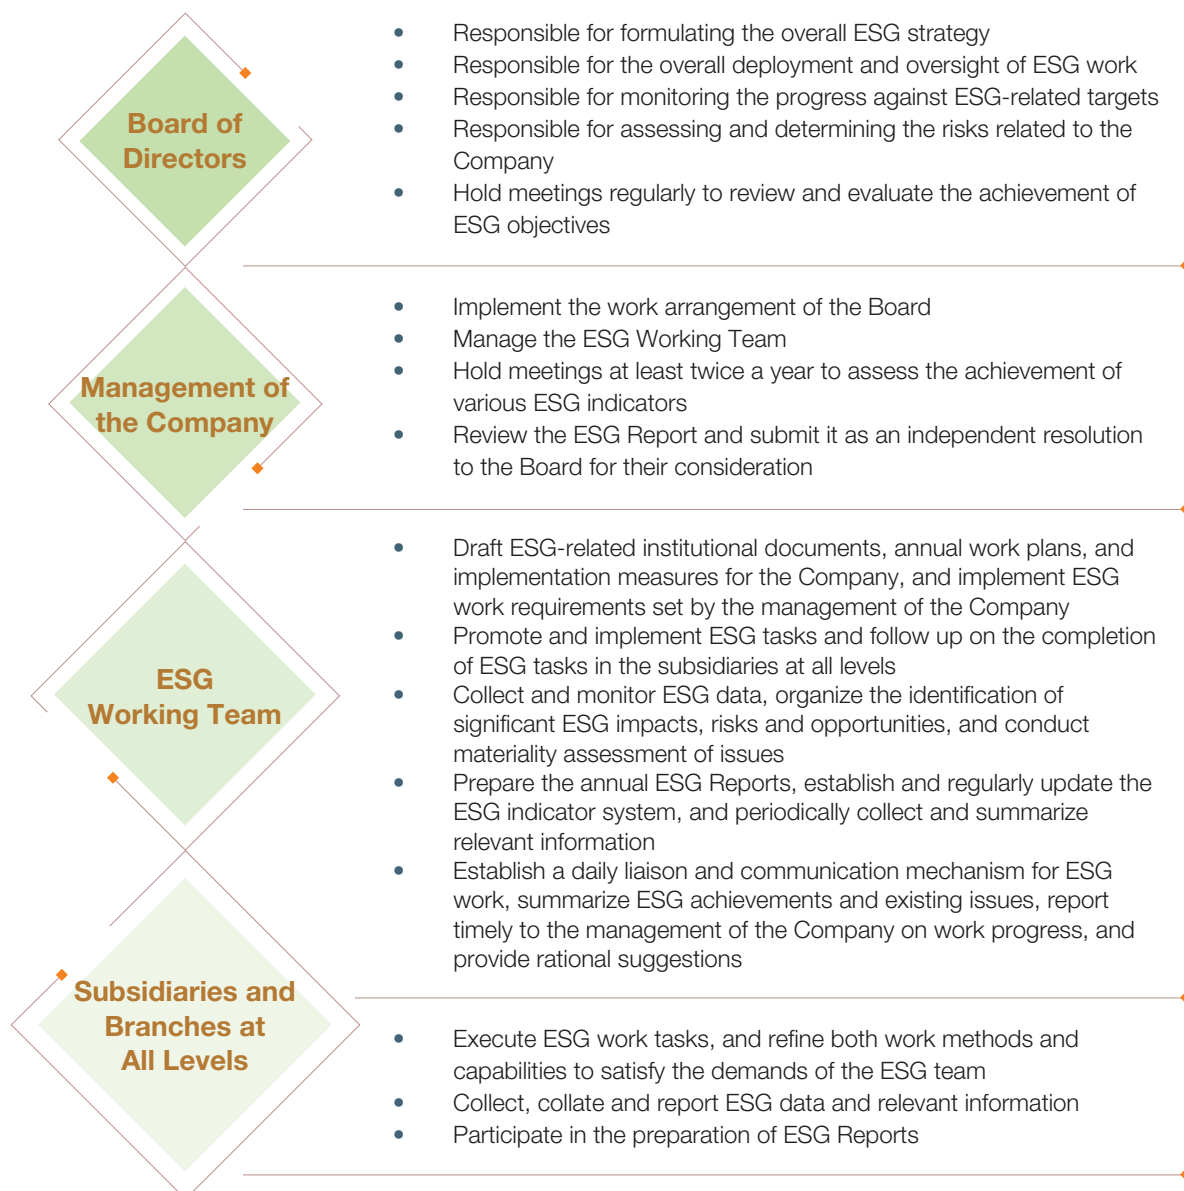 Board of
Directors
• Responsible for formulating the overall ESG strategy
• Responsible for the overall deployment and oversight of ESG work
• Responsible for monitoring the progress against ESG-related targets
• Responsible for assessing and determining the risks related to the
Company
• Hold meetings regularly to review and evaluate the achievement of
ESG objectives
Management of
the Company
• Implement the work arrangement of the Board
• Manage the ESG Working Team
• Hold meetings at least twice a year to assess the achievement of
various ESG indicators
• Review the ESG Report and submit it as an independent resolution
to the Board for their consideration
ESG
Working Team
• Draft ESG-related institutional documents, annual work plans, and
implementation measures for the Company, and implement ESG
work requirements set by the management of the Company
• Promote and implement ESG tasks and follow up on the completion
of ESG tasks in the subsidiaries at all levels
• Collect and monitor ESG data, organize the identification of
significant ESG impacts, risks and opportunities, and conduct
materiality assessment of issues
• Prepare the annual ESG Reports, establish and regularly update the
ESG indicator system, and periodically collect and summarize
relevant information
• Establish a daily liaison and communication mechanism for ESG
work, summarize ESG achievements and existing issues, report
timely to the management of the Company on work progress, and
provide rational suggestions
Subsidiaries and
Branches at
All Levels
• Execute ESG work tasks, and refine both work methods and
capabilities to satisfy the demands of the ESG team
• Collect, collate and report ESG data and relevant information
• Participate in the preparation of ESG Reports